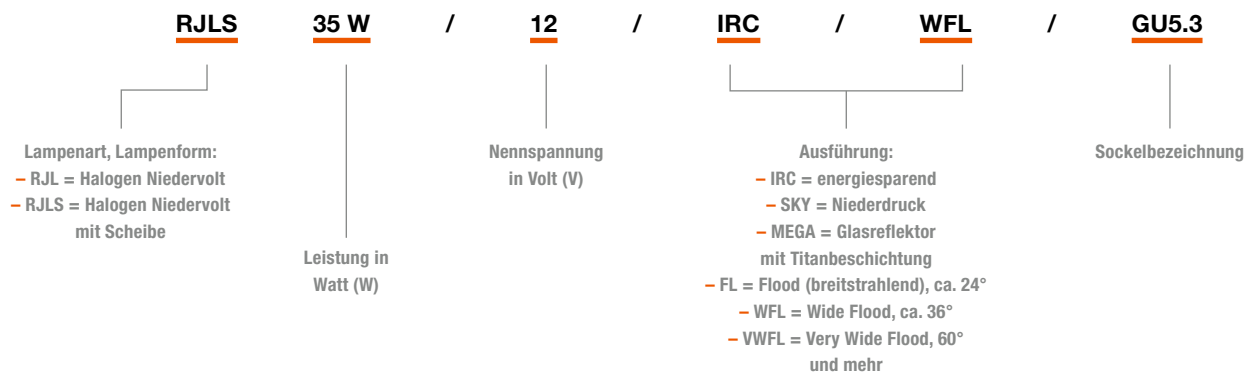 RJLS 35 W / 12 / IRC / WFL / GU5.3
Lampenart, Lampenform:
– RJL = Halogen Niedervolt
– RJLS = Halogen Niedervolt
mit Scheibe
Leistung in
Watt (W)
Nennspannung
in Volt (V)
Ausführung:
– IRC = energiesparend
– SKY = Niederdruck
– MEGA = Glasreflektor
mit Titanbeschichtung
– FL = Flood (breitstrahlend), ca. 24°
– WFL = Wide Flood, ca. 36°
– VWFL = Very Wide Flood, 60°
und mehr
Sockelbezeichnung